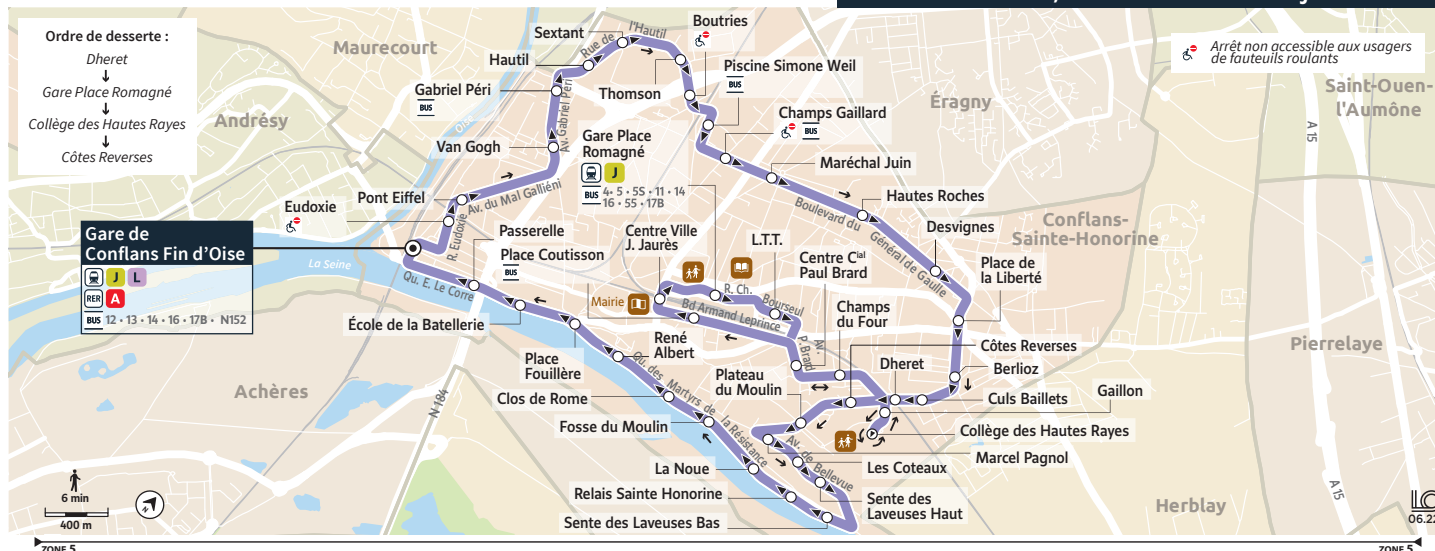 Ordre de desserte :
Dheret
Gare Place Romagné
Collège des Hautes Rayes
Côtes Reverses
Arrêt non accessible aux usagers
de fauteuils roulants
Maurecourt
Andrésy
Éragny
Saint-Ouen-
l'Aumône
Conflans-
Sainte-Honorine
Pierrelaye
Herblay
Achères
A 15
A 15
N 184
Oise
La Seine
Gare de
Conflans Fin d'Oise
J L
RER A
BUS 12 • 13 • 14 • 16 • 17B • N152
Eudoxie
Pont Eiffel
Van Gogh
Gabriel Péri
BUS
Hautil
Sextant
Thomson
Boutries
Piscine Simone Weil
BUS
Champs Gaillard
BUS
Maréchal Juin
Hautes Roches
Desvignes
Place de
la Liberté
Berlioz
Culs Baillets
Gaillon
Collège des Hautes Rayes
Dheret
Côtes Reverses
Champs
du Four
Centre Cial
Paul Brard
L.T.T.
Gare Place
Romagné
J
BUS 4 • 5 • 5S • 11 • 14
16 • 55 • 17B
Centre Ville
J. Jaurès
Mairie
Place Coutisson
BUS
Passerelle
École de la Batellerie
Place
Fouillère
René
Albert
Clos de Rome
Fosse du Moulin
La Noue
Relais Sainte Honorine
Sente des Laveuses Bas
Sente des
Laveuses Haut
Les Coteaux
Marcel Pagnol
Plateau
du Moulin
R. Eudoxie
Av. du Mal Galliéni
Av. Gabriel Péri
Rue de l'Hautil
Boulevard du Général de Gaulle
R. Ch. Bourseul
Bd Armand Leprince
Av. P. Brard
Av. de Bellevue
Qu. des Martyrs de la Résistance
Qu. E. Le Corre
6 min
400 m
N
06.22
ZONE 5
ZONE 5